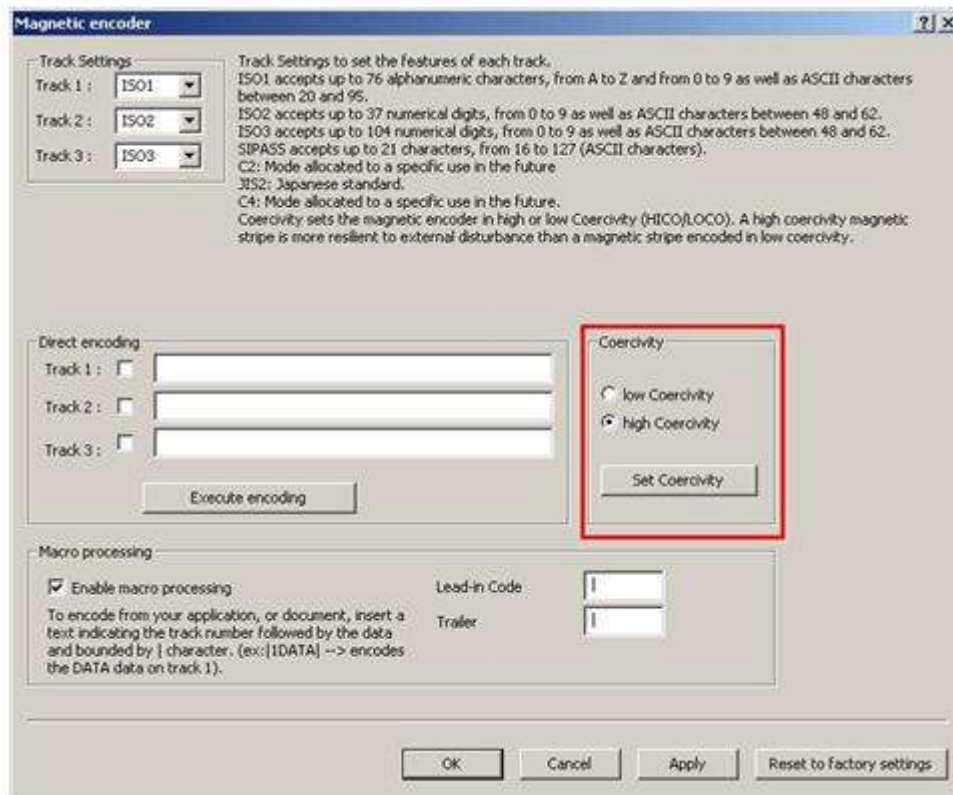 Magnetic encoder
Track Settings
Track 1 : ISO1
Track 2 : ISO2
Track 3 : ISO3
Track Settings to set the features of each track.
ISO1 accepts up to 76 alphanumeric characters, from A to Z and from 0 to 9 as well as ASCII characters
between 20 and 95.
ISO2 accepts up to 37 numerical digits, from 0 to 9 as well as ASCII characters between 48 and 62.
ISO3 accepts up to 104 numerical digits, from 0 to 9 as well as ASCII characters between 48 and 62.
SIPASS accepts up to 21 characters, from 16 to 127 (ASCII characters).
C2: Mode allocated to a specific use in the future
JIS2: Japanese standard.
C4: Mode allocated to a specific use in the future.
Coercivity sets the magnetic encoder in high or low Coercivity (HICO/LOCO). A high coercivity magnetic
stripe is more resilient to external disturbance than a magnetic stripe encoded in low coercivity.
Direct encoding
Track 1 :
Track 2 :
Track 3 :
Execute encoding
Coercivity
low Coercivity
high Coercivity
Set Coercivity
Macro processing
Enable macro processing
To encode from your application, or document, insert a
text indicating the track number followed by the data
and bounded by | character. (ex:|1DATA| --> encodes
the DATA data on track 1).
Lead-in Code |
Trailer |
OK
Cancel
Apply
Reset to factory settings